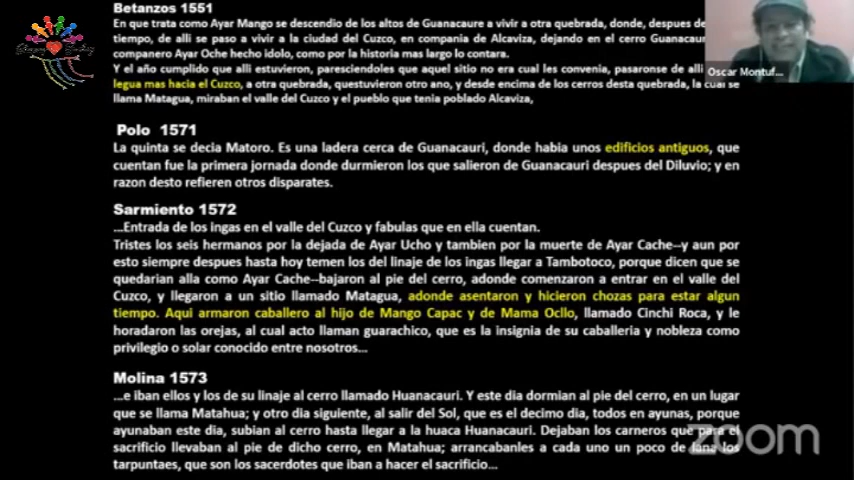 Betanzos 1551
En que trata como Ayar Mango se descendio de los altos de Guanacaure a vivir a otra quebrada, donde, despues de
tiempo, de alli se paso a vivir a la ciudad del Cuzco, en compania de Alcaviza, dejando en el cerro
companero Ayar Oche hecho idolo, como por la historia mas largo lo contara.
Y el año cumplido que alli estuvieron, paresciendoles que aquel sitio no era cual les convenia, pasaronse de alli
legua mas hacia el Cuzco, a otra quebrada, questuvieron otro ano, y desde encima de los cerros desta quebrada, la cual se
llama Matagua, miraban el valle del Cuzco y el pueblo que tenia poblado Alcaviza,
Oscar Montuf...
Polo 1571
La quinta se decia Matoro. Es una ladera cerca de Guanacauri, donde habia unos edificios antiguos, que
cuentan fue la primera jornada donde durmieron los que salieron de Guanacauri despues del Diluvio; y en
razon desto refieren otros disparates.
Sarmiento 1572
...Entrada de los ingas en el valle del Cuzco y fabulas que en ella cuentan.
Tristes los seis hermanos por la dejada de Ayar Ucho y tambien por la muerte de Ayar Cache--y aun por
esto siempre despues hasta hoy temen los del linaje de los ingas llegar a Tambotoco, porque dicen que se
quedarian alla como Ayar Cache--bajaron al pie del cerro, adonde comenzaron a entrar en el valle del
Cuzco, y llegaron a un sitio llamado Matagua, adonde asentaron y hicieron chozas para estar algun
tiempo. Aqui armaron caballero al hijo de Mango Capac y de Mama Ocllo, llamado Cinchi Roca, y le
horadaron las orejas, al cual acto llaman guarachico, que es la insignia de su caballeria y nobleza como
privilegio o solar conocido entre nosotros...
Molina 1573
...e iban ellos y los de su linaje al cerro llamado Huanacauri. Y este dia dormian al pie del cerro, en un lugar
que se llama Matahua; y otro dia siguiente, al salir del Sol, que es el decimo dia, todos en ayunas, porque
ayunaban este dia, subian al cerro hasta llegar a la huaca Huanacauri. Dejaban los carneros que para el
sacrificio llevaban al pie de dicho cerro, en Matahua; arrancabanles a cada uno un poco de lana los
tarpuntaes, que son los sacerdotes que iban a hacer el sacrificio...
zoom